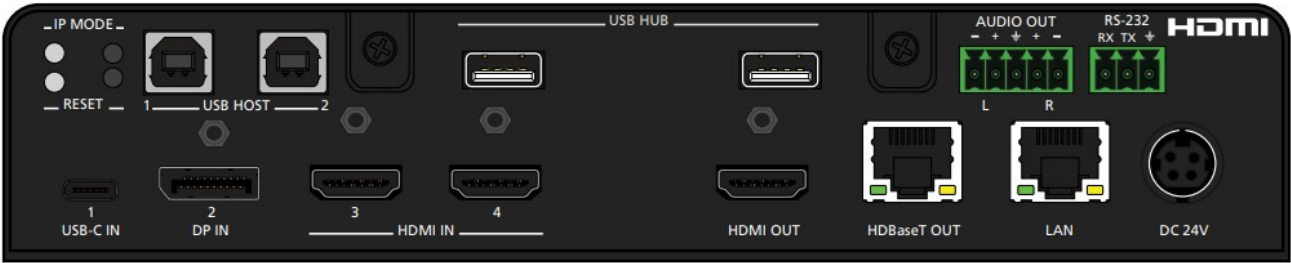 IP MODE
USB HUB
AUDIO OUT
- + ⏚ + -
RS-232
RX TX ⏚
HDMI
RESET
1 USB HOST 2
L R
1
USB-C IN
2
DP IN
3 4
HDMI IN
HDMI OUT
HDBaseT OUT
LAN
DC 24V